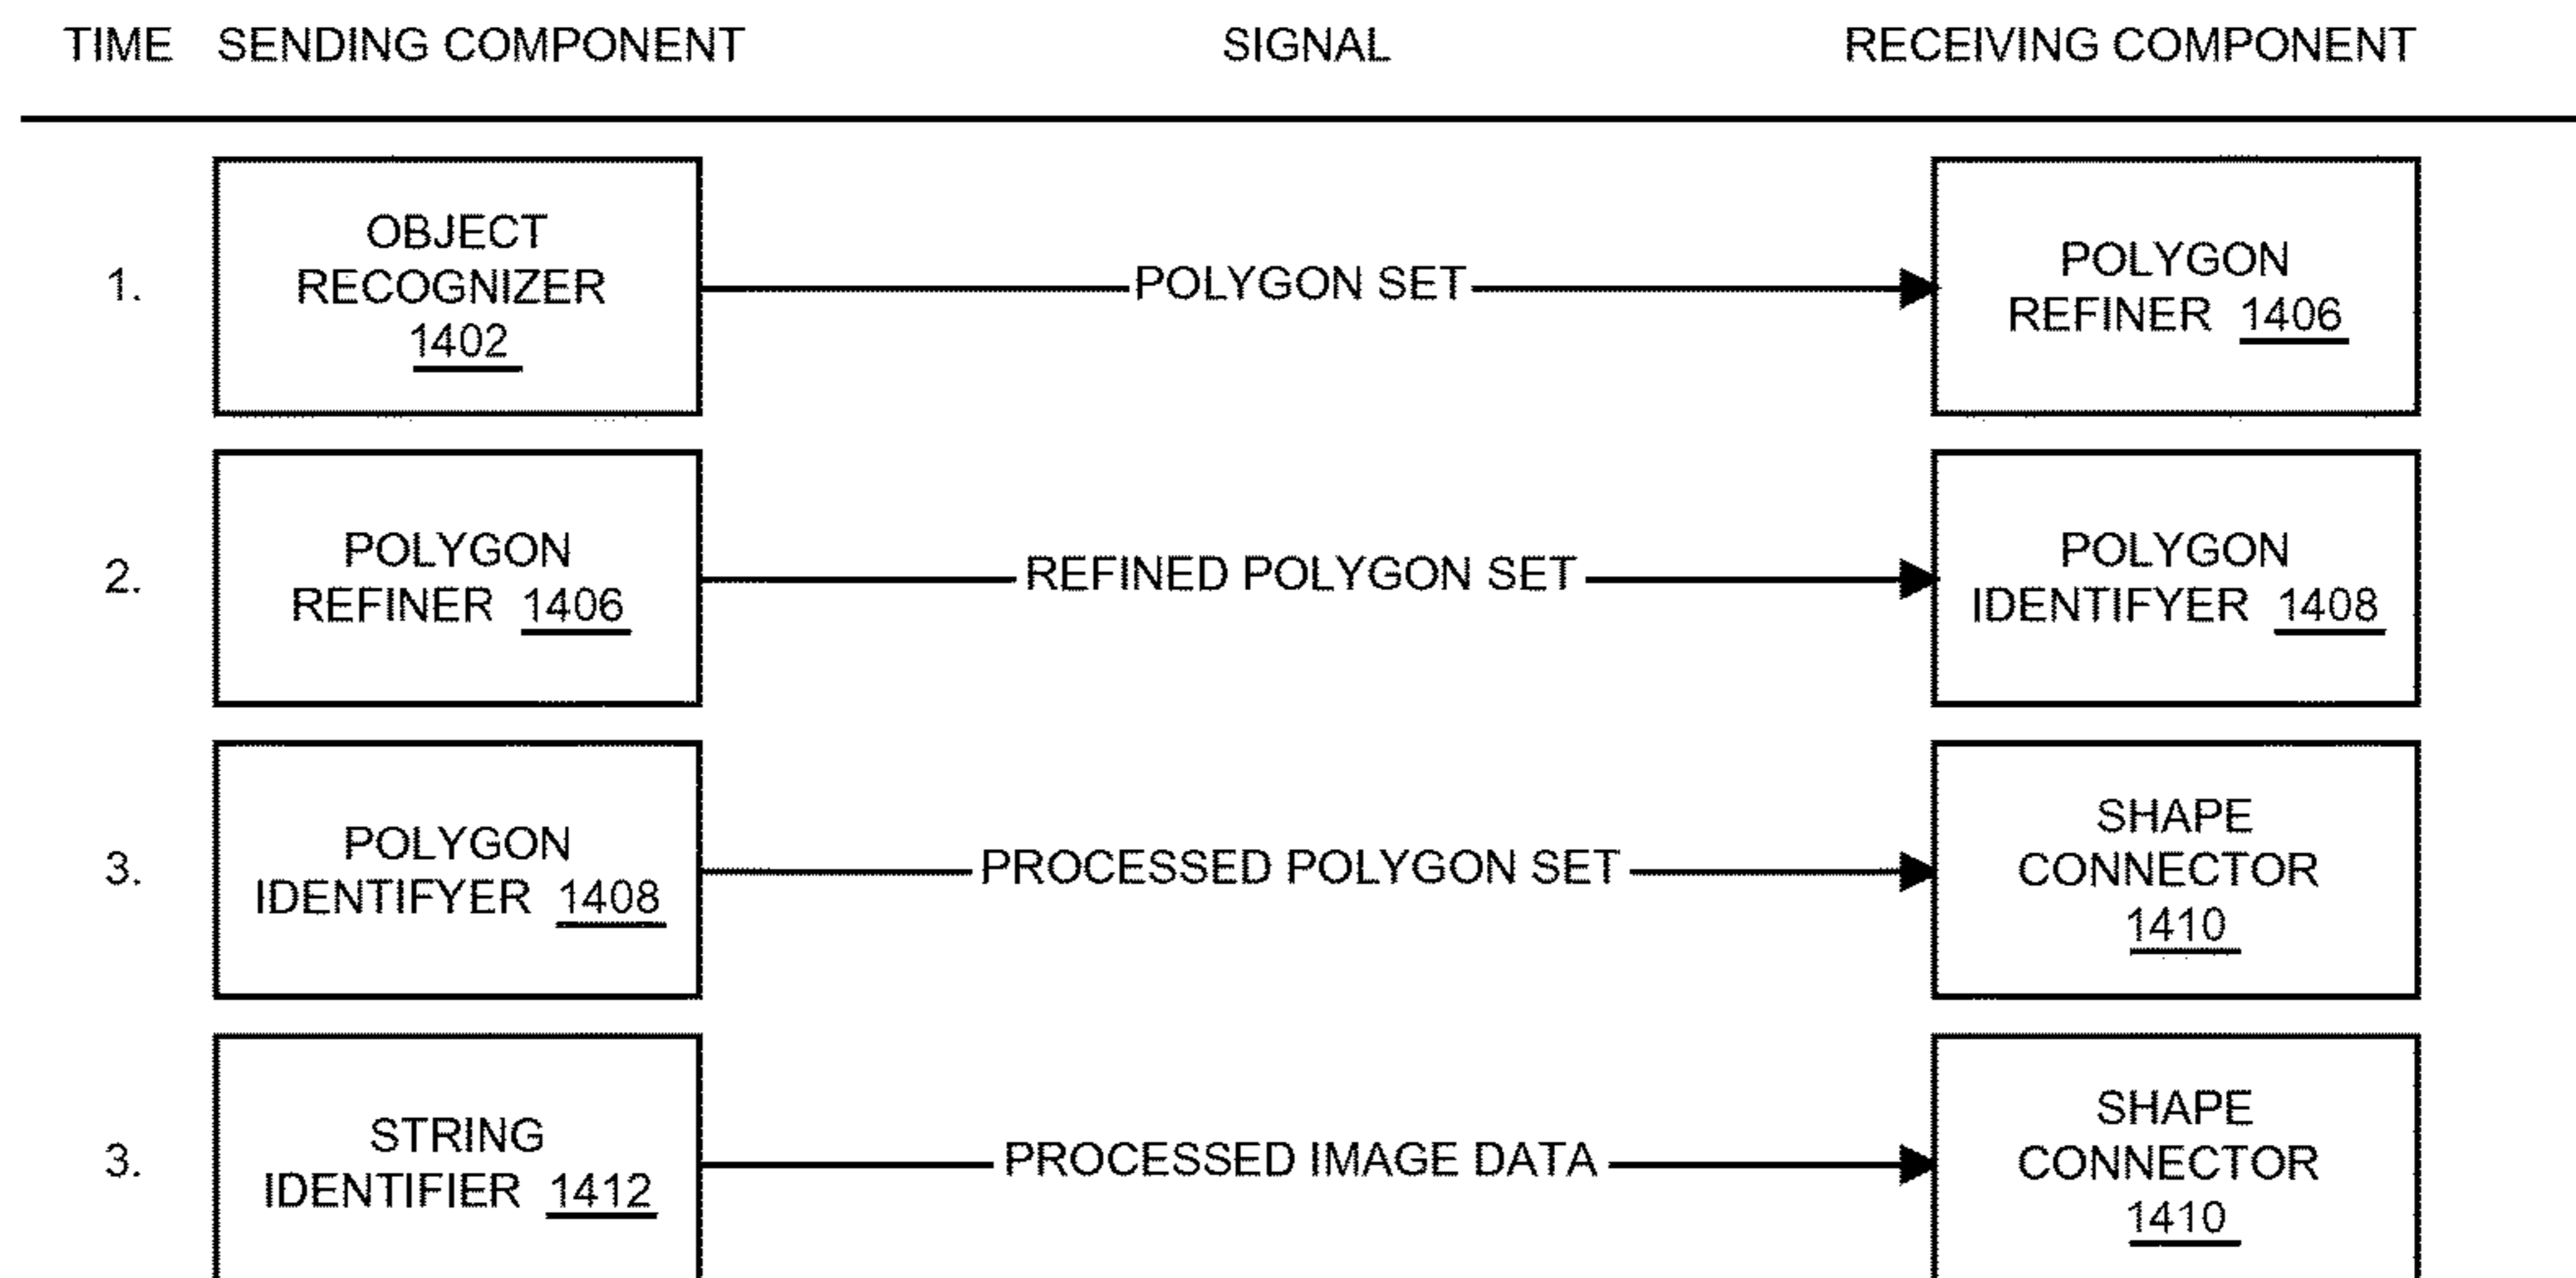 TIME SENDING COMPONENT SIGNAL RECEIVING COMPONENT
OBJECT
RECOGNIZER
1402
1.
POLYGON SET
POLYGON
REFINER 1406
POLYGON
REFINER 1406
2.
REFINED POLYGON SET
POLYGON
IDENTIFYER 1408
POLYGON
IDENTIFYER 1408
3.
PROCESSED POLYGON SET
SHAPE
CONNECTOR
1410
STRING
IDENTIFIER 1412
3.
PROCESSED IMAGE DATA
SHAPE
CONNECTOR
1410